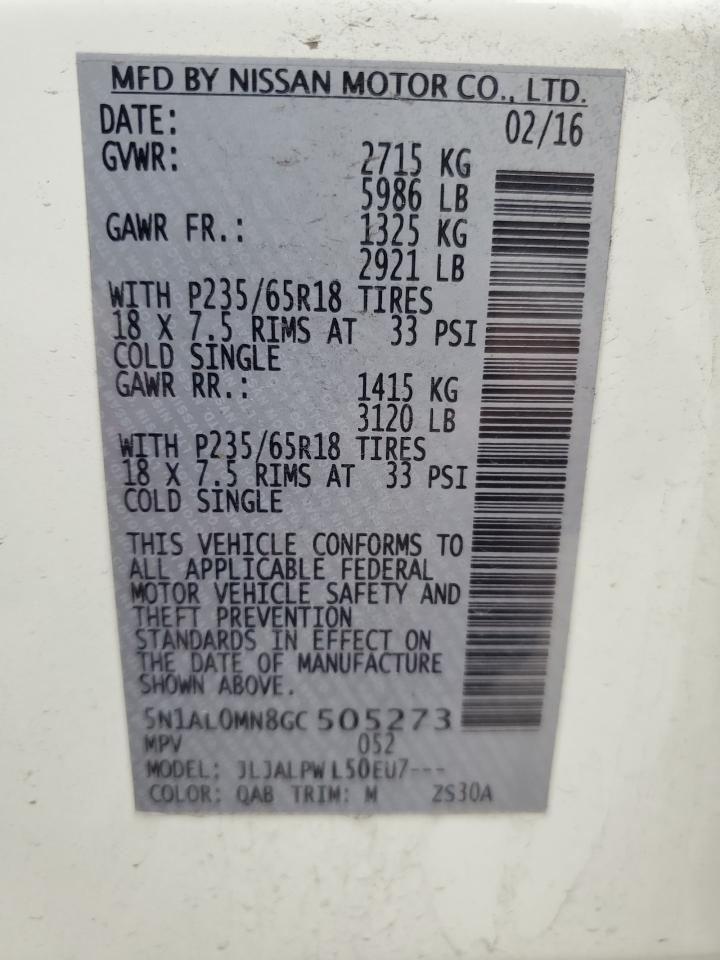 MFD BY NISSAN MOTOR CO., LTD.
DATE: 02/16
GVWR: 2715 KG
5986 LB
GAWR FR.: 1325 KG
2921 LB
WITH P235/65R18 TIRES
18 X 7.5 RIMS AT 33 PSI
COLD SINGLE
GAWR RR.: 1415 KG
3120 LB
WITH P235/65R18 TIRES
18 X 7.5 RIMS AT 33 PSI
COLD SINGLE
THIS VEHICLE CONFORMS TO
ALL APPLICABLE FEDERAL
MOTOR VEHICLE SAFETY AND
THEFT PREVENTION
STANDARDS IN EFFECT ON
THE DATE OF MANUFACTURE
SHOWN ABOVE.
5N1AL0MN8GC 505273
MPV 052
MODEL: JLJALPW L50EU7---
COLOR: QAB TRIM: M ZS30A